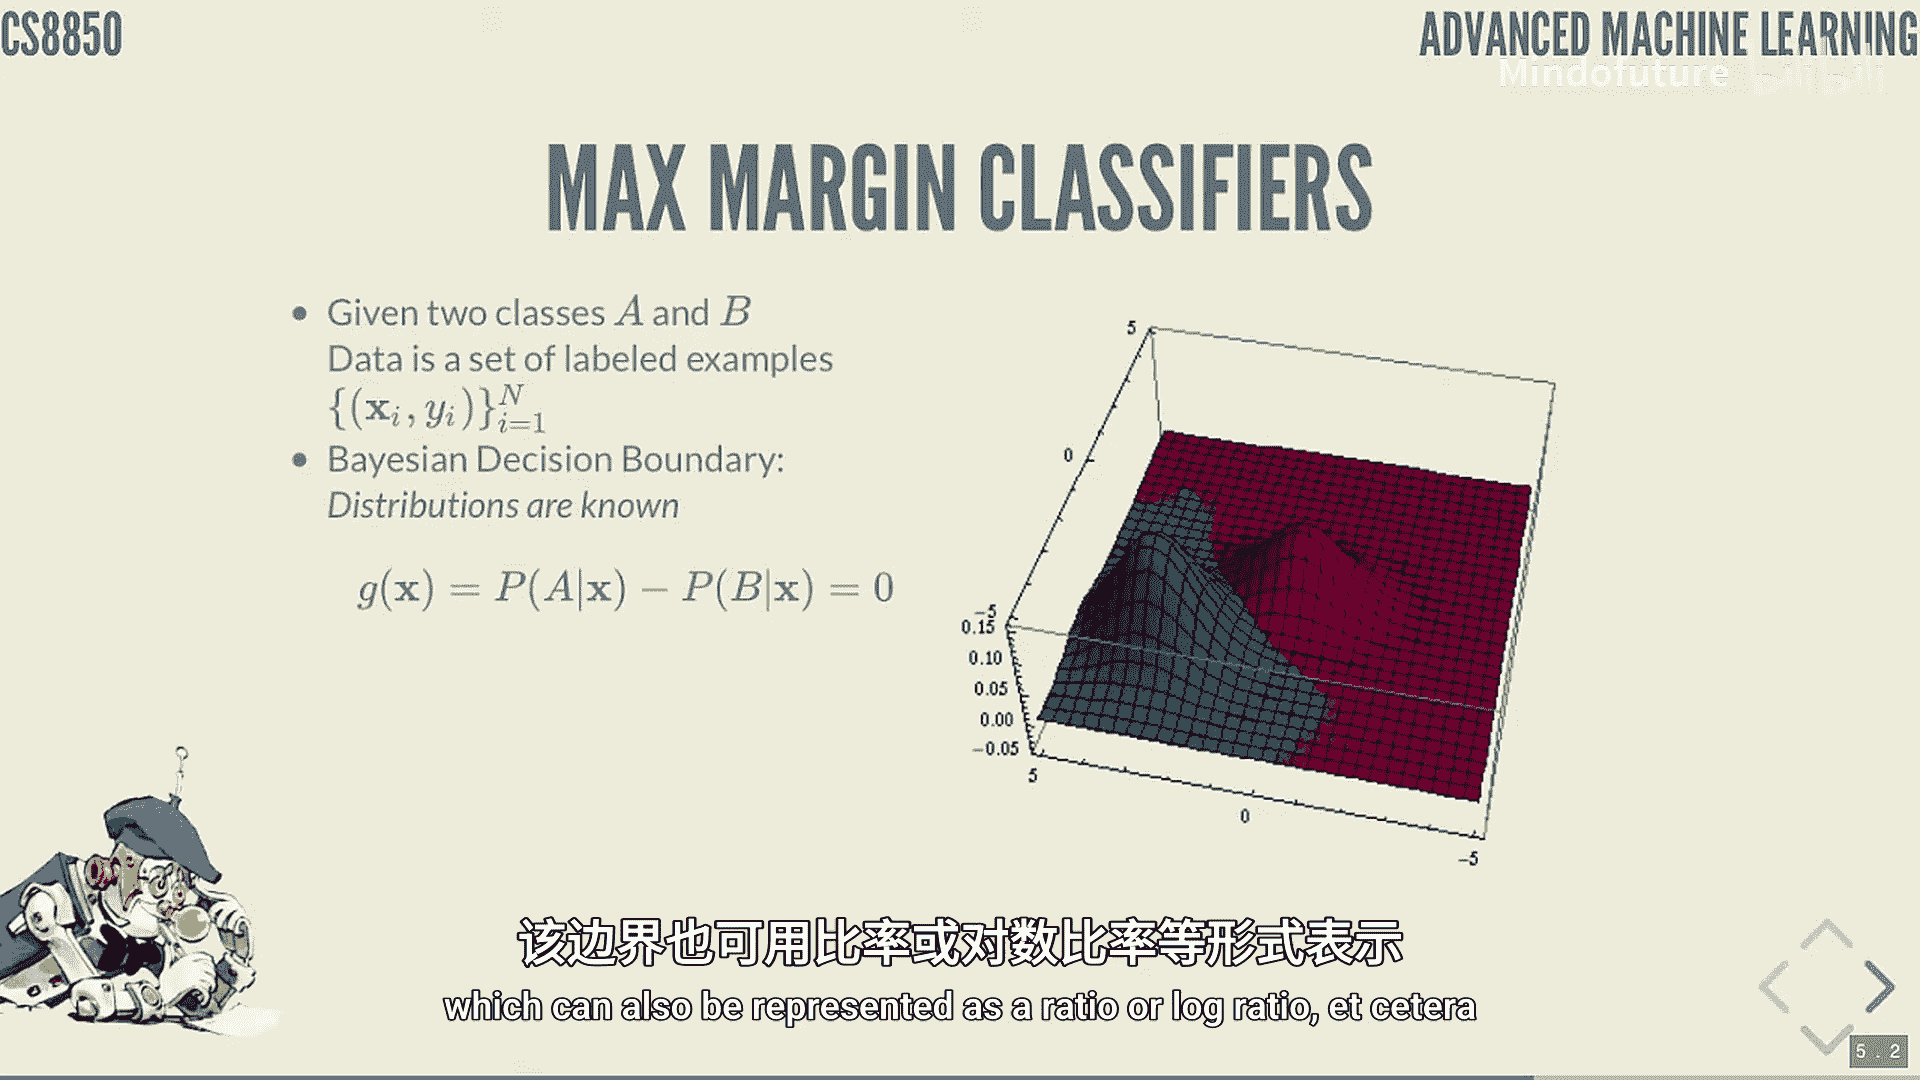 CS8850
ADVANCED MACHINE LEARNING
Mindofuture
MAX MARGIN CLASSIFIERS
• Given two classes A and B
Data is a set of labeled examples
{(x_i, y_i)}_{i=1}^N
• Bayesian Decision Boundary:
Distributions are known
g(x) = P(A|x) − P(B|x) = 0
5
0
−5
0.15
0.10
0.05
0.00
−0.05
5
0
−5
该边界也可用比率或对数比率等形式表示
which can also be represented as a ratio or log ratio, et cetera
5 . 2